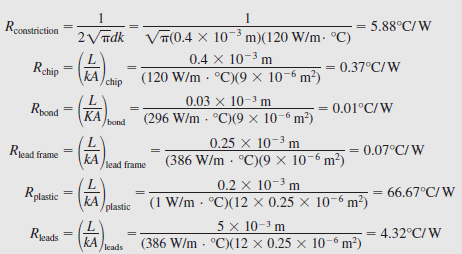 R_constriction = 1 / (2√πdk) = 1 / (√π(0.4 × 10⁻³ m)(120 W/m· °C)) = 5.88°C/ W
R_chip = (L / kA)_chip = 0.4 × 10⁻³ m / ((120 W/m · °C)(9 × 10⁻⁶ m²)) = 0.37°C/ W
R_bond = (L / KA)_bond = 0.03 × 10⁻³ m / ((296 W/m · °C)(9 × 10⁻⁶ m²)) = 0.01°C/ W
R_lead frame = (L / kA)_lead frame = 0.25 × 10⁻³ m / ((386 W/m · °C)(9 × 10⁻⁶ m²)) = 0.07°C/ W
R_plastic = (L / kA)_plastic = 0.2 × 10⁻³ m / ((1 W/m · °C)(12 × 0.25 × 10⁻⁶ m²)) = 66.67°C/ W
R_leads = (L / kA)_leads = 5 × 10⁻³ m / ((386 W/m · °C)(12 × 0.25 × 10⁻⁶ m²)) = 4.32°C/ W